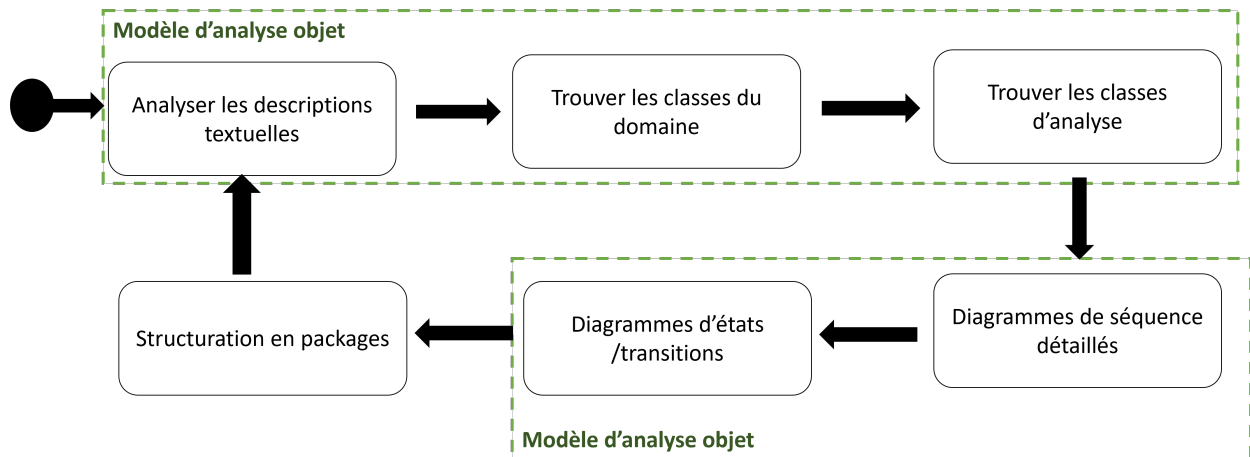 Modèle d'analyse objet
Analyser les descriptions
textuelles
Trouver les classes du
domaine
Trouver les classes
d'analyse
Structuration en packages
Diagrammes d'états
/transitions
Diagrammes de séquence
détaillés
Modèle d'analyse objet